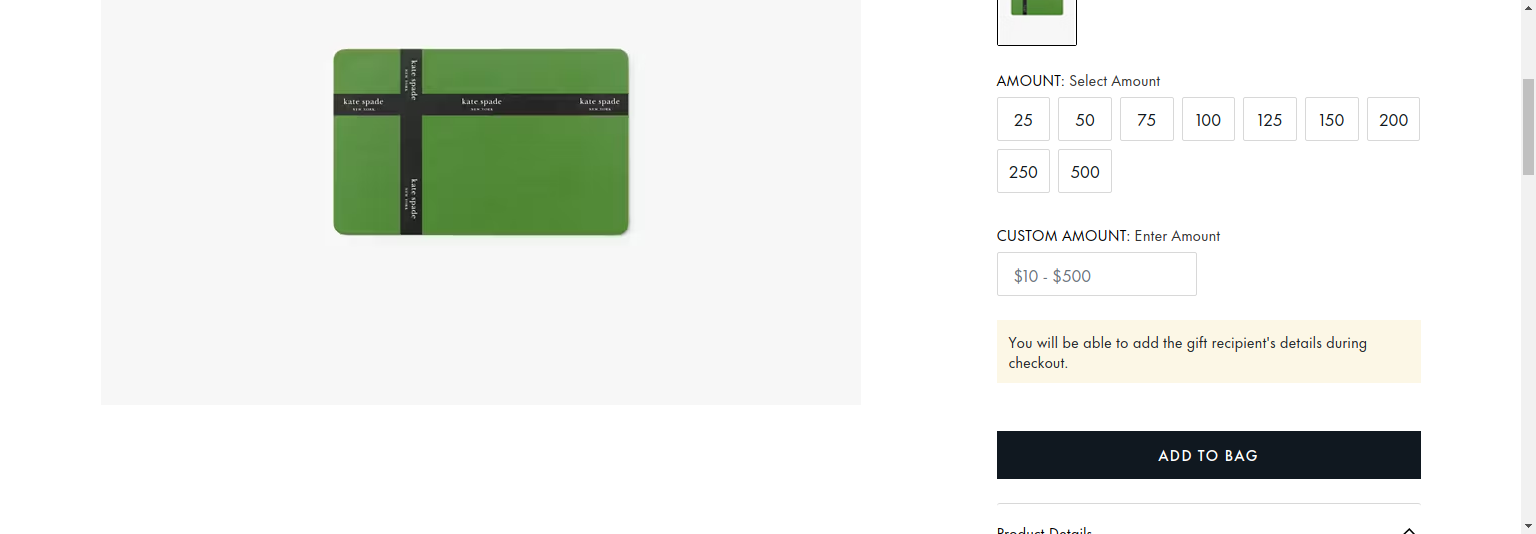 kate spade
NEW YORK
kate spade
NEW YORK
kate spade
NEW YORK
kate spade
NEW YORK
kate spade
NEW YORK
AMOUNT: Select Amount
25 50 75 100 125 150 200
250 500
CUSTOM AMOUNT: Enter Amount
$10 - $500
You will be able to add the gift recipient's details during
checkout.
ADD TO BAG
Product Details